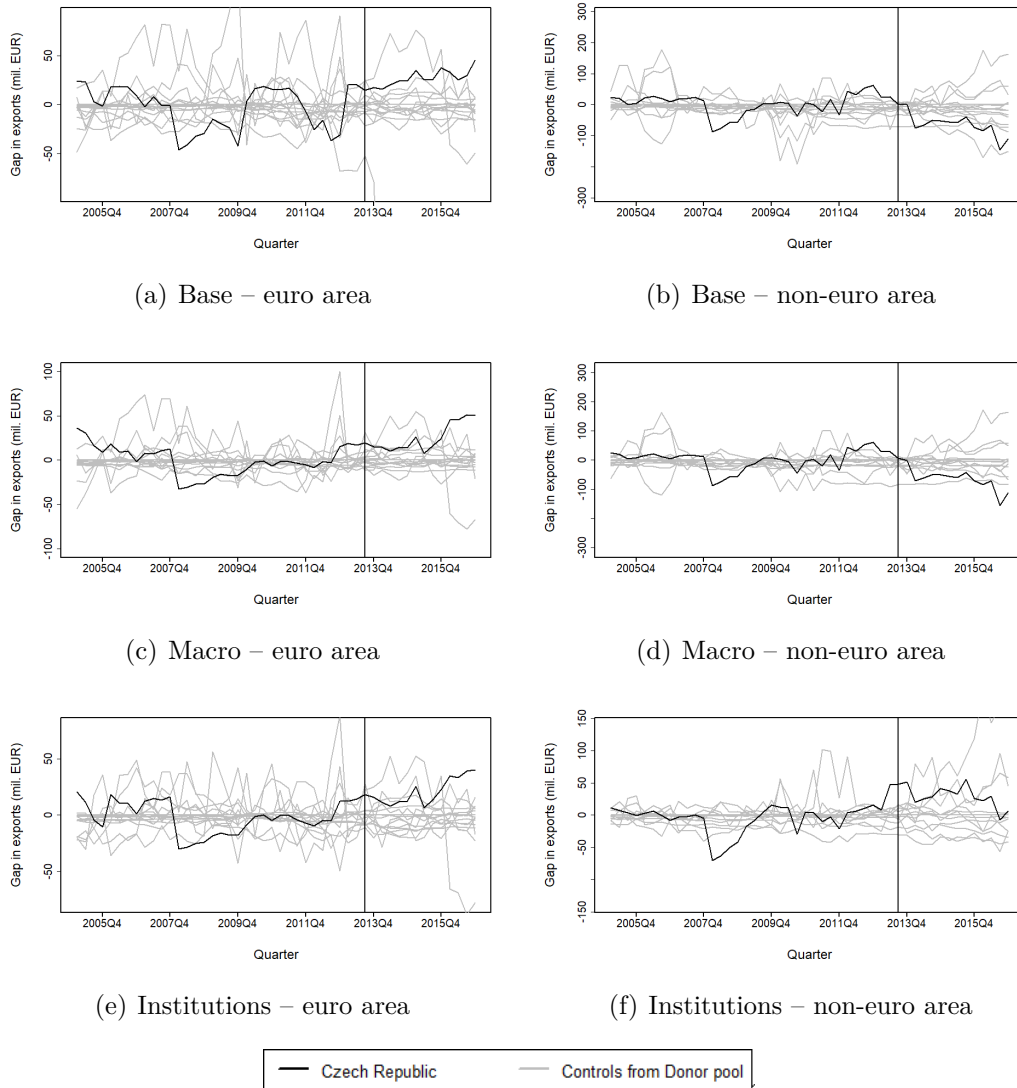 Gap in exports (mil. EUR)
50
0
50
2005Q4 2007Q4 2009Q4 2011Q4 2013Q4 2015Q4
Quarter
(a) Base – euro area
Gap in exports (mil. EUR)
300
200
100
0
-100
-300
2005Q4 2007Q4 2009Q4 2011Q4 2013Q4 2015Q4
Quarter
(b) Base – non-euro area
Gap in exports (mil. EUR)
100
50
0
-50
-100
2005Q4 2007Q4 2009Q4 2011Q4 2013Q4 2015Q4
Quarter
(c) Macro – euro area
Gap in exports (mil. EUR)
300
200
100
0
-100
-300
2005Q4 2007Q4 2009Q4 2011Q4 2013Q4 2015Q4
Quarter
(d) Macro – non-euro area
Gap in exports (mil. EUR)
50
0
-50
2005Q4 2007Q4 2009Q4 2011Q4 2013Q4 2015Q4
Quarter
(e) Institutions – euro area
Gap in exports (mil. EUR)
150
100
50
0
-50
-150
2005Q4 2007Q4 2009Q4 2011Q4 2013Q4 2015Q4
Quarter
(f) Institutions – non-euro area
Czech Republic Controls from Donor pool